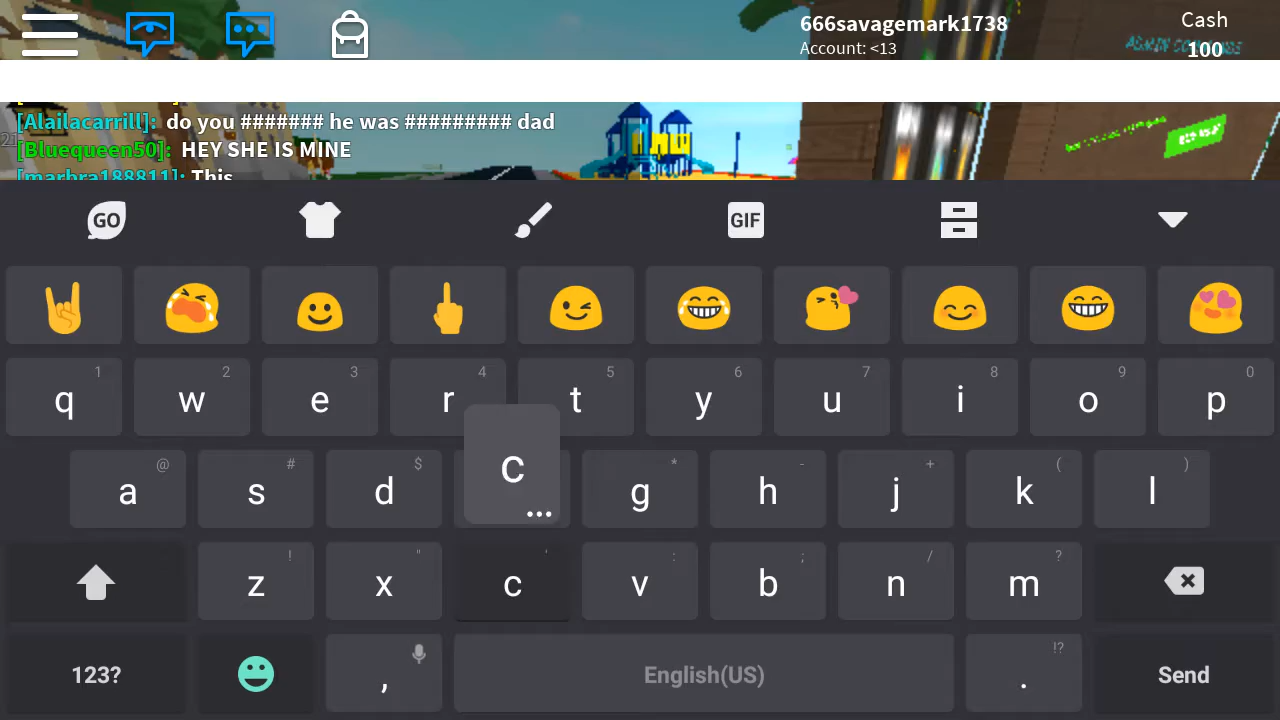 666savagemark1738
Account: <13
Cash
100
[Alailacarrill]: do you ####### he was ######### dad
[Bluequeen50]: HEY SHE IS MINE
[marbra188811]: This
GO
GIF
1 2 3 4 5 6 7 8 9 0
q w e r t y u i o p
c
...
@ # $ * - + ( )
a s d g h j k l
! " ' : ; / ?
z x c v b n m
123? , English(US) !? . Send